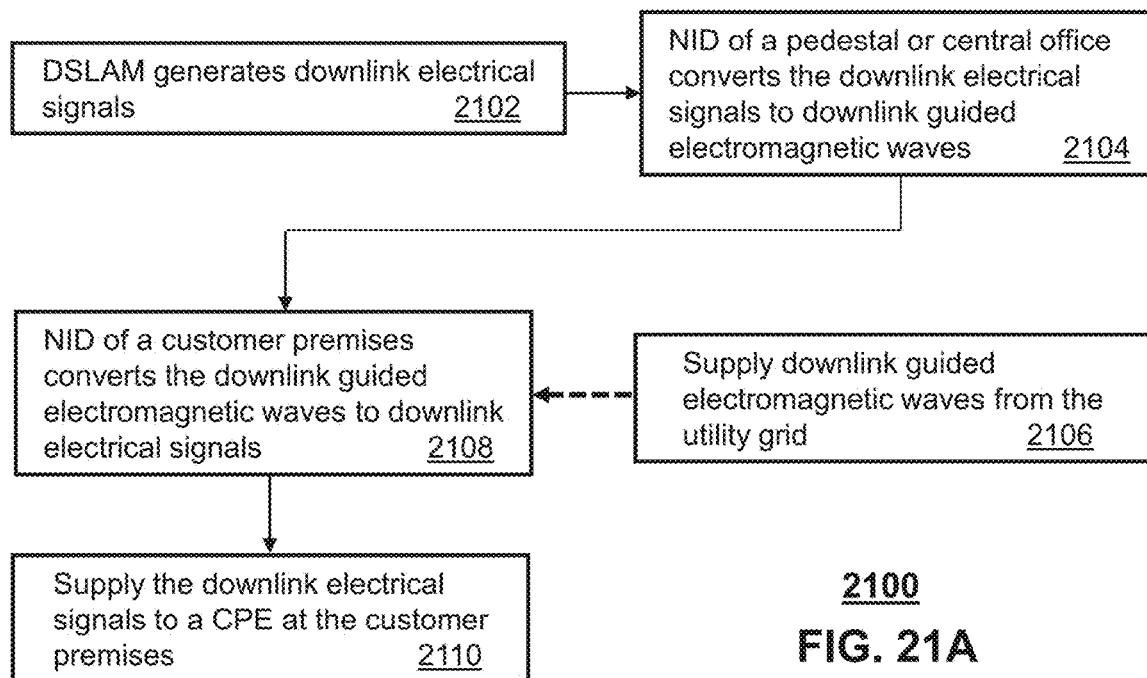 DSLAM generates downlink electrical
signals 2102
NID of a pedestal or central office
converts the downlink electrical
signals to downlink guided
electromagnetic waves 2104
NID of a customer premises
converts the downlink guided
electromagnetic waves to downlink
electrical signals 2108
Supply downlink guided
electromagnetic waves from the
utility grid 2106
Supply the downlink electrical
signals to a CPE at the customer
premises 2110
2100
FIG. 21A